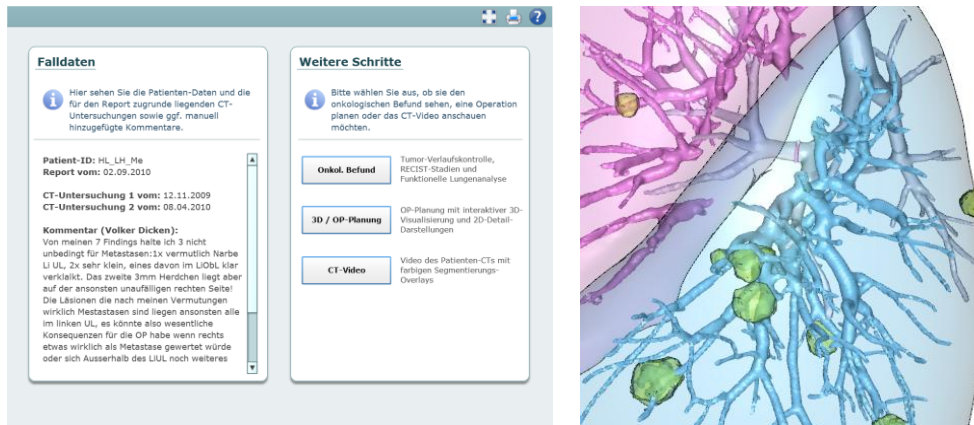 ?
Falldaten
Hier sehen Sie die Patienten-Daten und die
für den Report zugrunde liegenden CT-
Untersuchungen sowie ggf. manuell
hinzugefügte Kommentare.
Patient-ID: HL_LH_Me
Report vom: 02.09.2010
CT-Untersuchung 1 vom: 12.11.2009
CT-Untersuchung 2 vom: 08.04.2010
Kommentar (Volker Dicken):
Von meinen 7 Findings halte ich 3 nicht
unbedingt für Metastasen:1x vermutlich Narbe
Li UL, 2x sehr klein, eines davon im LiObL klar
verklalkt. Das zweite 3mm Herdchen liegt aber
auf der ansonsten unaufälligen rechten Seite!
Die Läsionen die nach meinen Vermutungen
wirklich Mestastasen sind liegen ansonsten alle
im linken UL, es könnte also wesentliche
Konsequenzen für die OP habe wenn rechts
etwas wirklich als Metastase gewertet würde
oder sich Ausserhalb des LiUL noch weiteres
Weitere Schritte
Bitte wählen Sie aus, ob sie den
onkologischen Befund sehen, eine Operation
planen oder das CT-Video anschauen
möchten.
Onkol. Befund
Tumor-Verlaufskontrolle,
RECIST-Stadien und
Funktionelle Lungenanalyse
3D / OP-Planung
OP-Planung mit interaktiver 3D-
Visualisierung und 2D-Detail-
Darstellungen
CT-Video
Video des Patienten-CTs mit
farbigen Segmentierungs-
Overlays